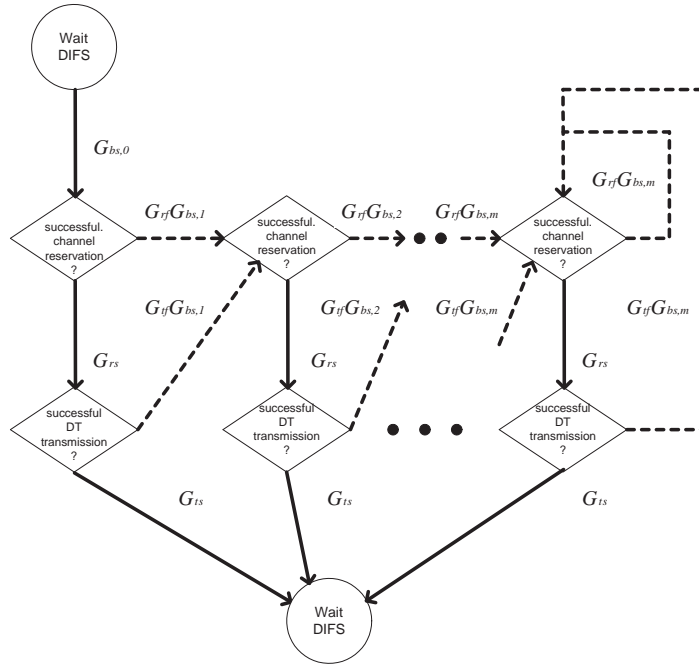 Wait
DIFS
Gbs,0
successful.
channel
reservation
?
GrfGbs,1
successful.
channel
reservation
?
GrfGbs,2
GrfGbs,m
successful.
channel
reservation
?
GrfGbs,m
GtfGbs,1
GtfGbs,2
GtfGbs,m
GtfGbs,m
Grs
Grs
Grs
successful
DT
transmission
?
successful
DT
transmission
?
successful
DT
transmission
?
Gts
Gts
Gts
Wait
DIFS